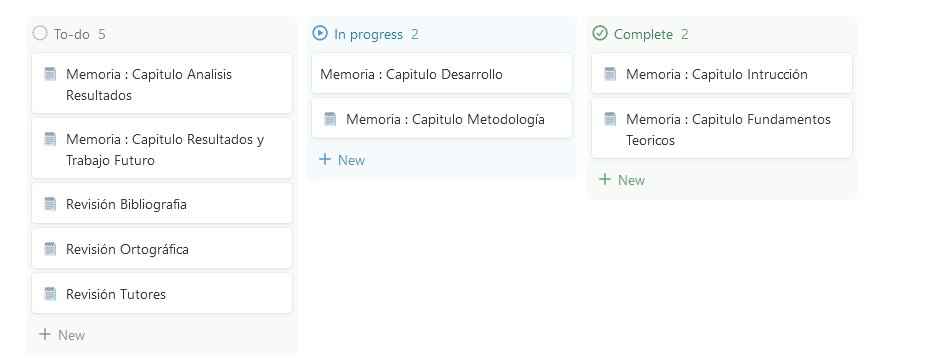 To-do 5
Memoria : Capitulo Analisis
Resultados
Memoria : Capitulo Resultados y
Trabajo Futuro
Revisión Bibliografia
Revisión Ortográfica
Revisión Tutores
+ New
In progress 2
Memoria : Capitulo Desarrollo
Memoria : Capitulo Metodología
+ New
Complete 2
Memoria : Capitulo Intrucción
Memoria : Capitulo Fundamentos
Teoricos
+ New